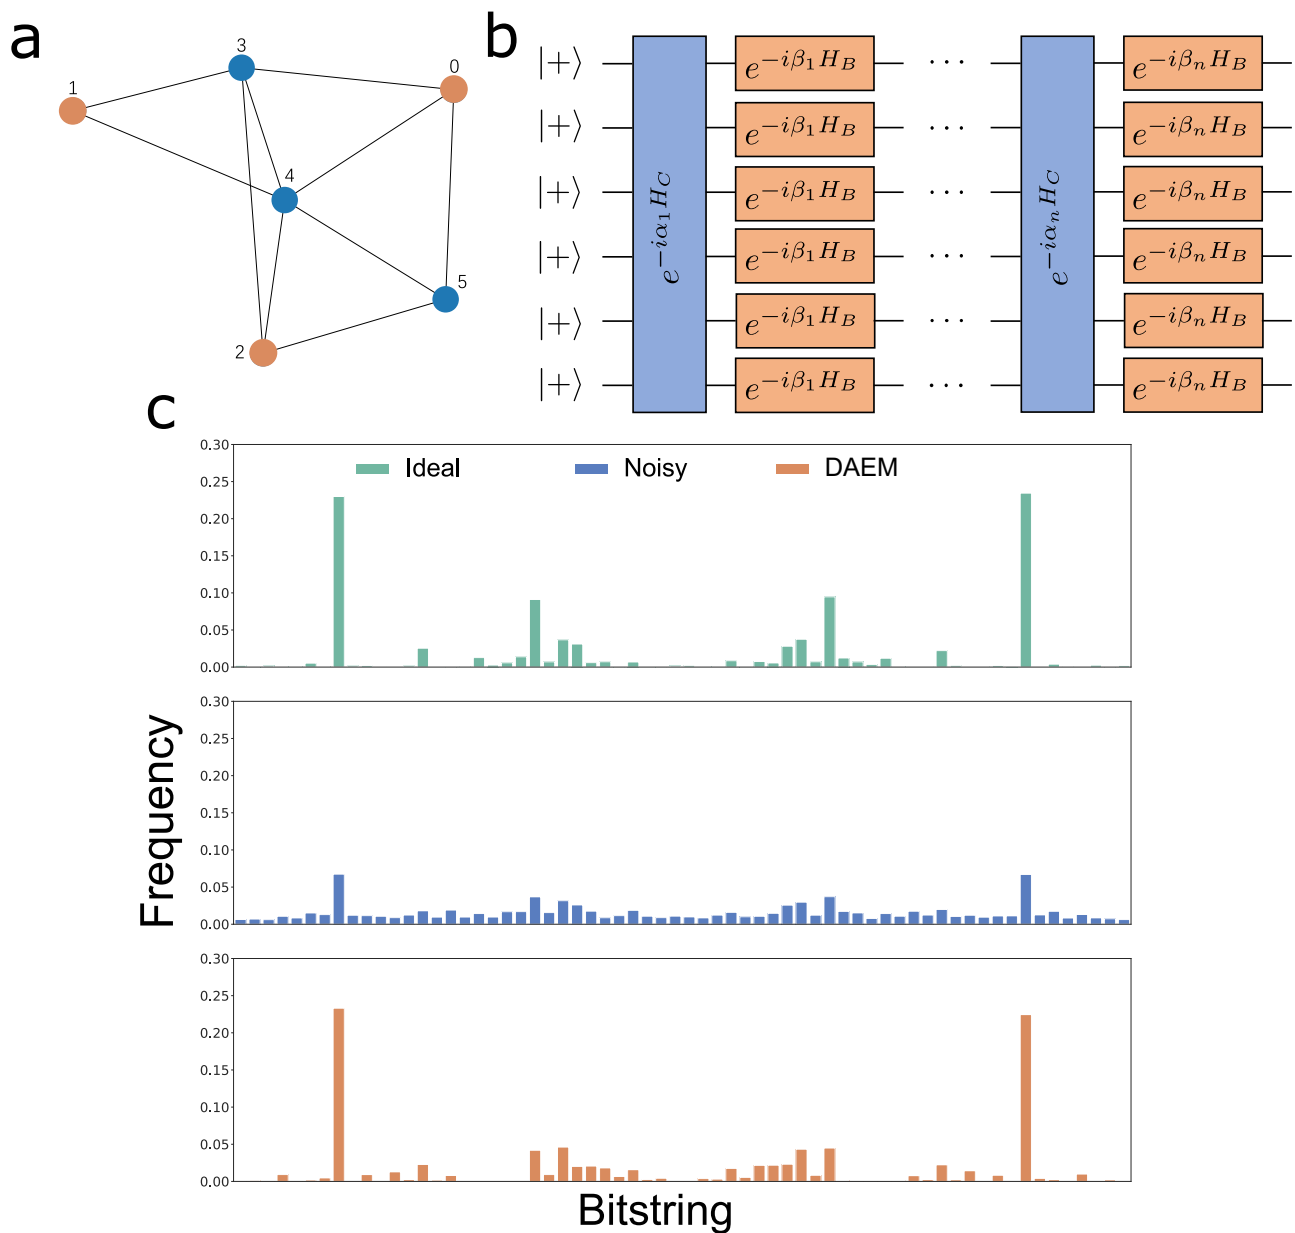 a
b
3
0
1
4
5
2
|+⟩ e^{-iα_1 H_C} e^{-iβ_1 H_B} ⋯ e^{-iα_n H_C} e^{-iβ_n H_B}
|+⟩ e^{-iβ_1 H_B} ⋯ e^{-iβ_n H_B}
|+⟩ e^{-iβ_1 H_B} ⋯ e^{-iβ_n H_B}
|+⟩ e^{-iβ_1 H_B} ⋯ e^{-iβ_n H_B}
|+⟩ e^{-iβ_1 H_B} ⋯ e^{-iβ_n H_B}
|+⟩ e^{-iβ_1 H_B} ⋯ e^{-iβ_n H_B}
c
Ideal Noisy DAEM
0.30
0.25
0.20
0.15
0.10
0.05
0.00
0.30
0.25
0.20
0.15
0.10
0.05
0.00
0.30
0.25
0.20
0.15
0.10
0.05
0.00
Frequency
Bitstring